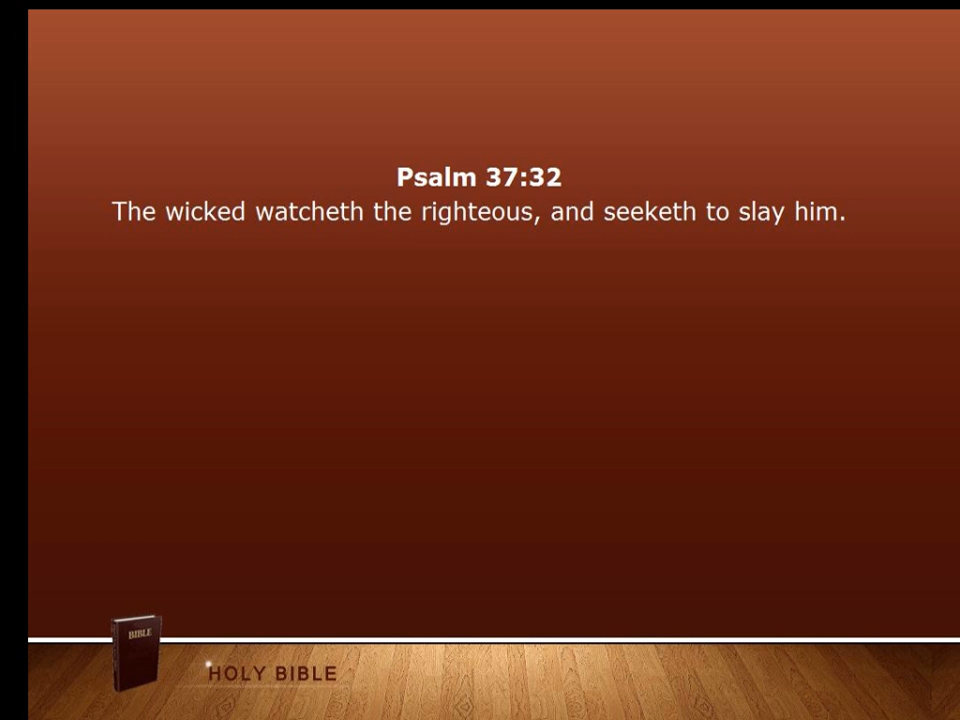 Psalm 37:32
The wicked watcheth the righteous, and seeketh to slay him.
BIBLE
HOLY BIBLE